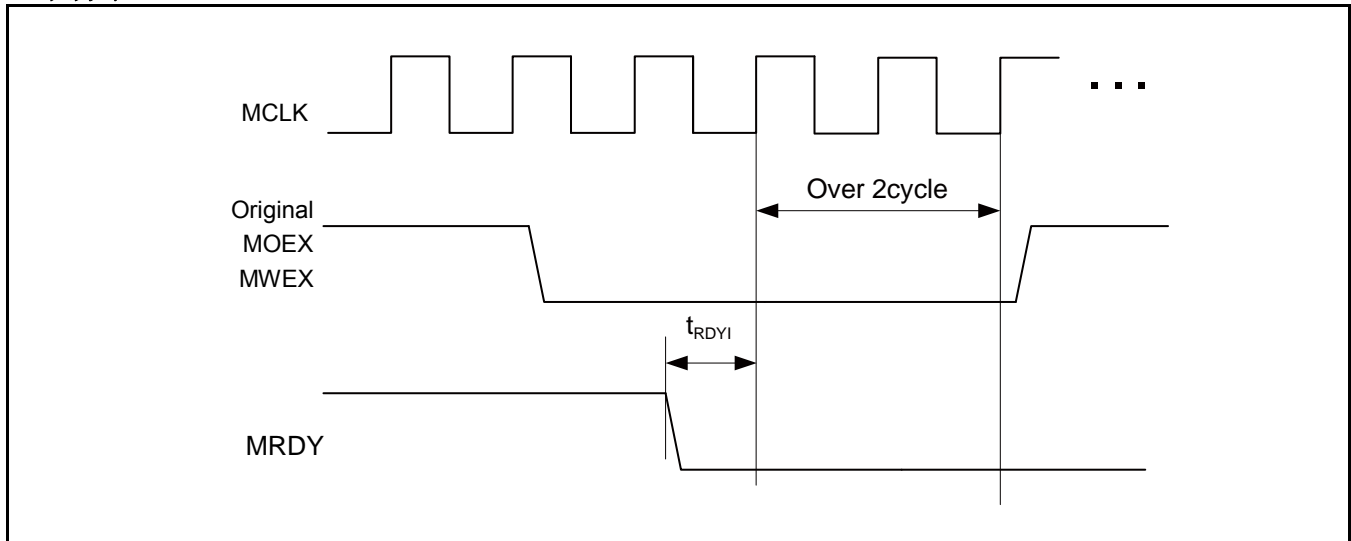 MCLK
. . .
Over 2cycle
Original
MOEX
MWEX
tRDYI
MRDY